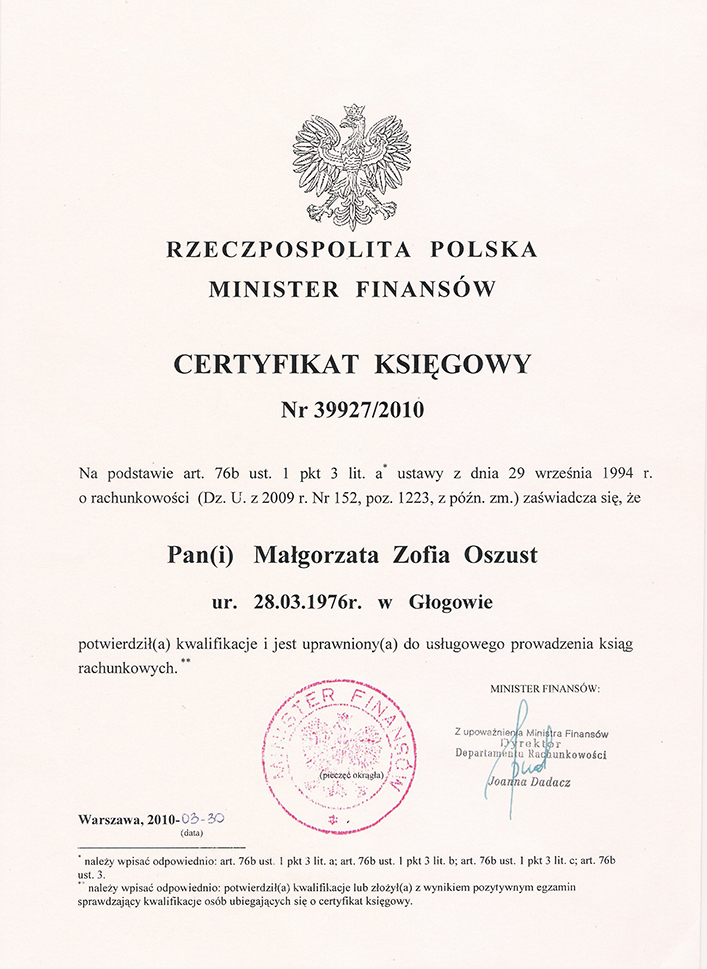 RZECZPOSPOLITA POLSKA
MINISTER FINANSÓW
CERTYFIKAT KSIĘGOWY
Nr 39927/2010
Na podstawie art. 76b ust. 1 pkt 3 lit. a* ustawy z dnia 29 września 1994 r.
o rachunkowości (Dz. U. z 2009 r. Nr 152, poz. 1223, z późn. zm.) zaświadcza się, że
Pan(i) Małgorzata Zofia Oszust
ur. 28.03.1976r. w Głogowie
potwierdził(a) kwalifikacje i jest uprawniony(a) do usługowego prowadzenia ksiąg
rachunkowych.**
MINISTER FINANSÓW
(pieczęć okrągła)
MINISTER FINANSÓW:
Z upoważnienia Ministra Finansów
Dyrektor
Departamentu Rachunkowości
Joanna Dadacz
Warszawa, 2010-03-30
(data)
* należy wpisać odpowiednio: art. 76b ust. 1 pkt 3 lit. a; art. 76b ust. 1 pkt 3 lit. b; art. 76b ust. 1 pkt 3 lit. c; art. 76b
ust. 3.
** należy wpisać odpowiednio: potwierdził(a) kwalifikacje lub złożył(a) z wynikiem pozytywnym egzamin
sprawdzający kwalifikacje osób ubiegających się o certyfikat księgowy.